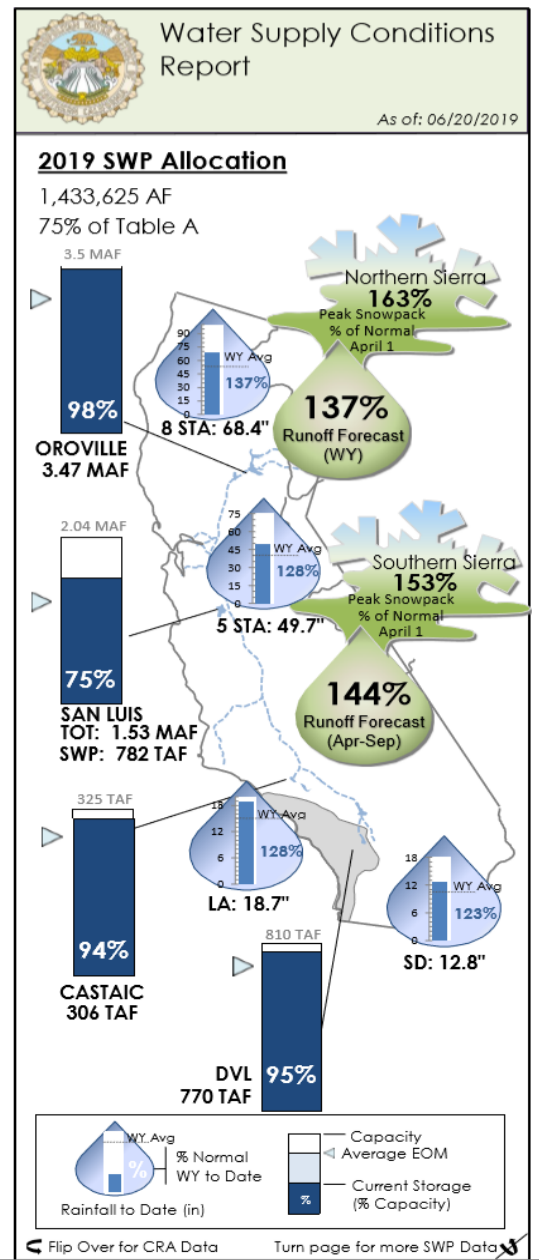 Water Supply Conditions
Report
As of: 06/20/2019
2019 SWP Allocation
1,433,625 AF
75% of Table A
3.5 MAF
98%
OROVILLE
3.47 MAF
Northern Sierra
163%
Peak Snowpack
% of Normal
April 1
137%
Runoff Forecast
(WY)
90
75
60
45
30
15
0
WY Avg
137%
8 STA: 68.4"
2.04 MAF
75%
SAN LUIS
TOT: 1.53 MAF
SWP: 782 TAF
75
60
45
30
15
0
WY Avg
128%
5 STA: 49.7"
Southern Sierra
153%
Peak Snowpack
% of Normal
April 1
144%
Runoff Forecast
(Apr-Sep)
325 TAF
94%
CASTAIC
306 TAF
18
12
6
0
WY Avg
128%
LA: 18.7"
18
12
6
0
WY Avg
123%
SD: 12.8"
810 TAF
95%
DVL
770 TAF
WY Avg
%
% Normal
WY to Date
Rainfall to Date (in)
Capacity
Average EOM
Current Storage
(% Capacity)
%
Flip Over for CRA Data
Turn page for more SWP Data